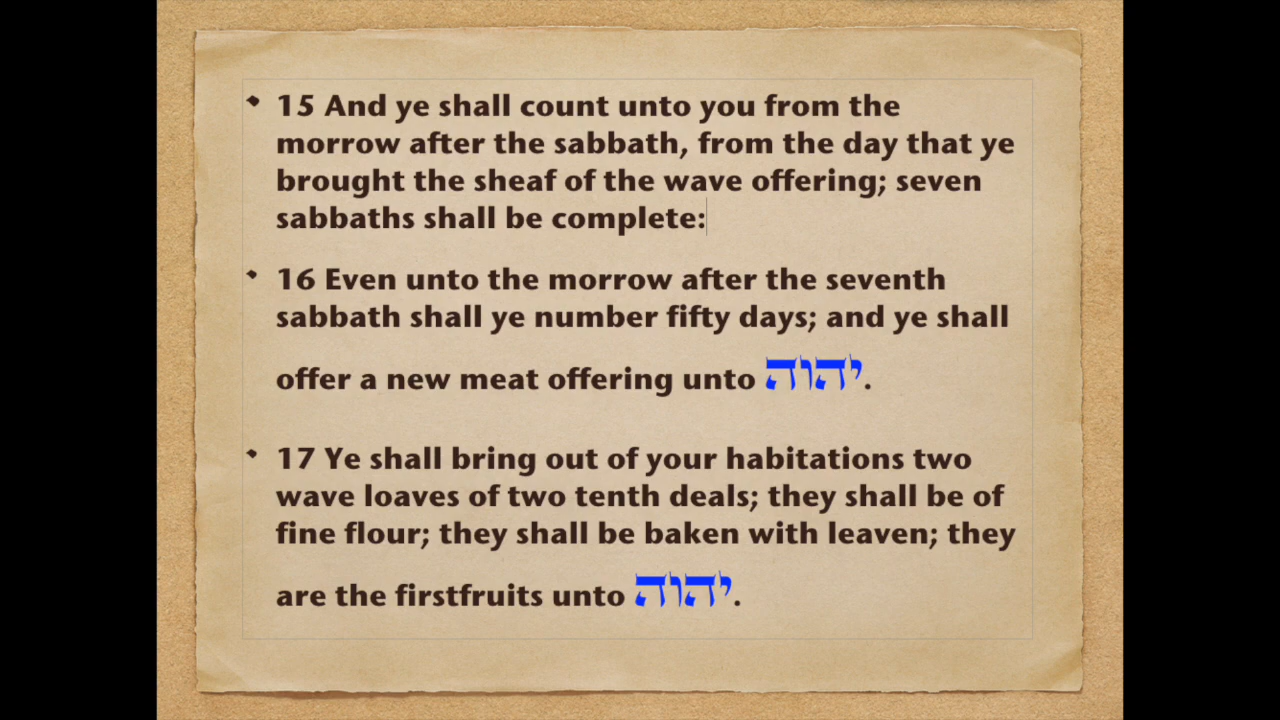 • 15 And ye shall count unto you from the
morrow after the sabbath, from the day that ye
brought the sheaf of the wave offering; seven
sabbaths shall be complete:
• 16 Even unto the morrow after the seventh
sabbath shall ye number fifty days; and ye shall
offer a new meat offering unto יהוה.
• 17 Ye shall bring out of your habitations two
wave loaves of two tenth deals; they shall be of
fine flour; they shall be baken with leaven; they
are the firstfruits unto יהוה.